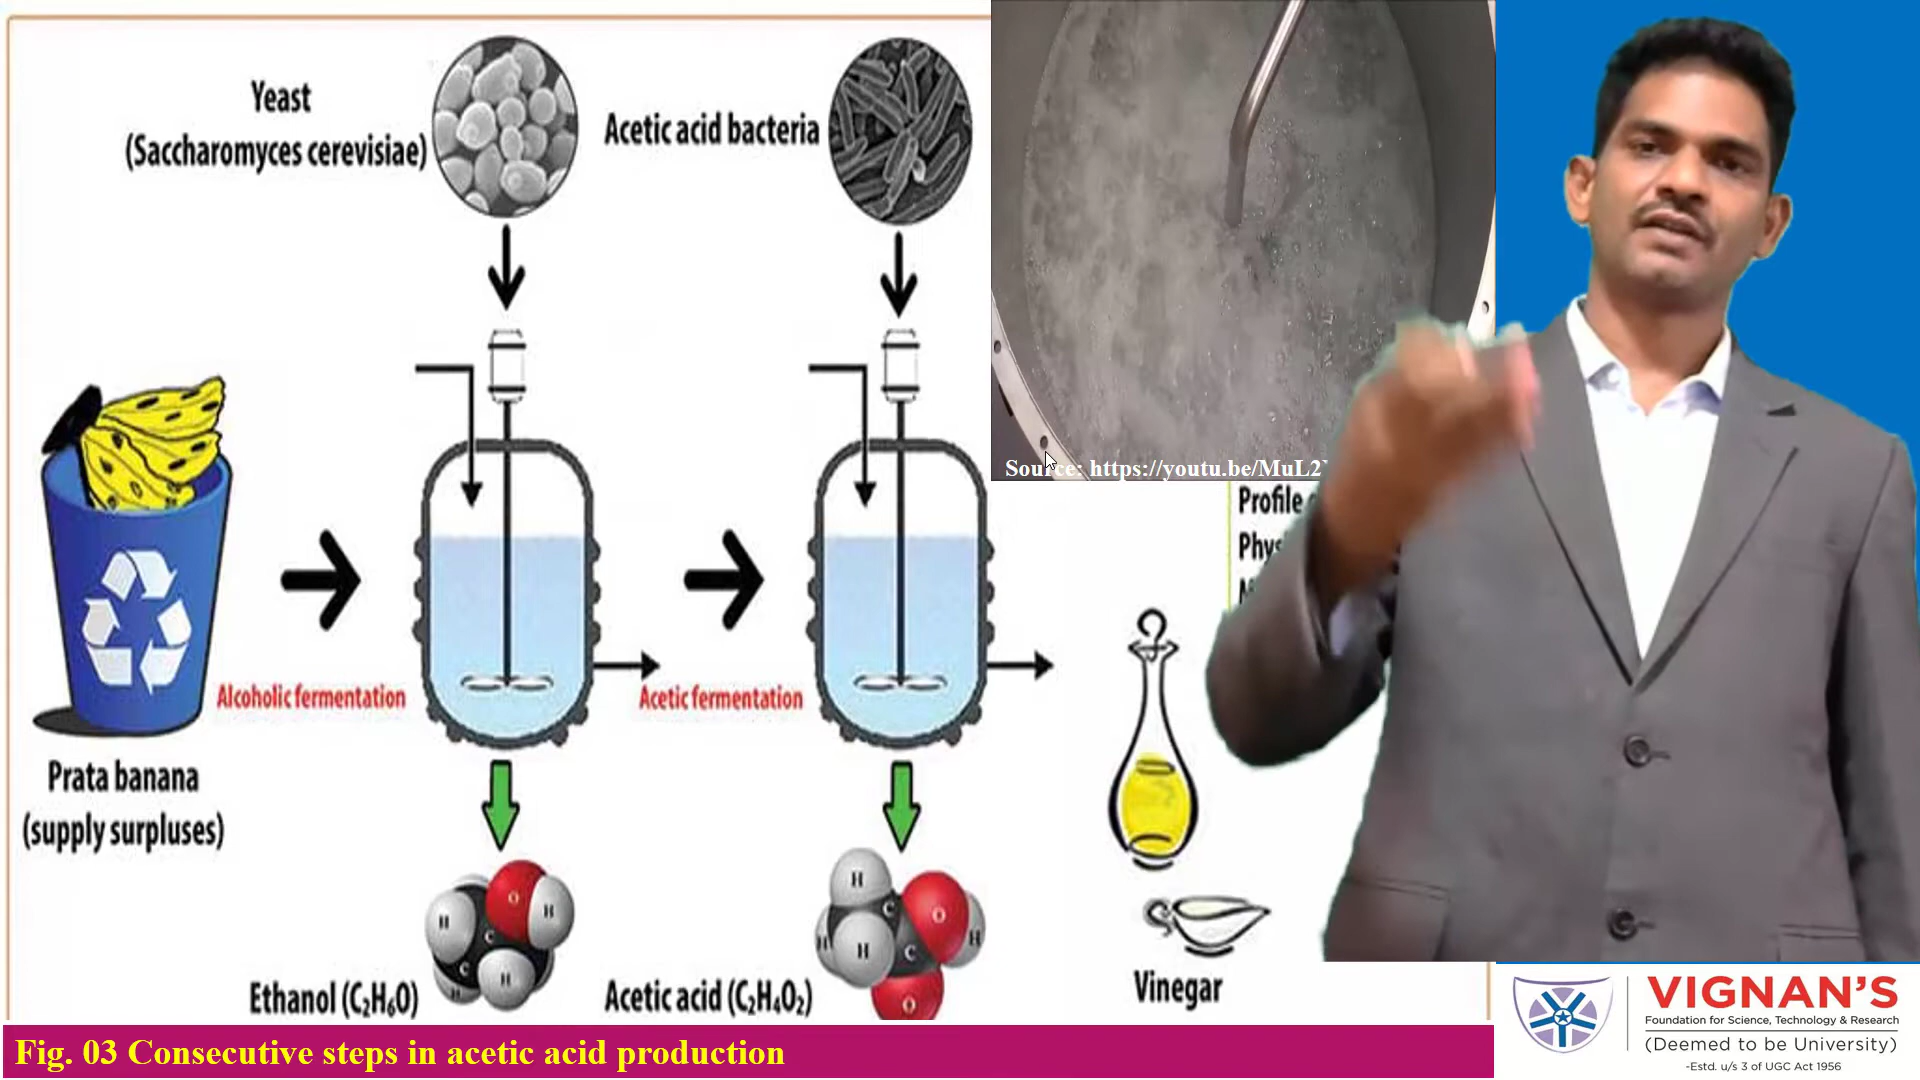 Yeast
(Saccharomyces cerevisiae)
Acetic acid bacteria
Source: https://youtu.be/MuL2
Profile
Alcoholic fermentation
Acetic fermentation
Prata banana
(supply surpluses)
H
O
H
C
C
H
H
H
H
C
O
H
H
H
C
O
Ethanol (C₂H₆O)
Acetic acid (C₂H₄O₂)
Vinegar
Fig. 03 Consecutive steps in acetic acid production
VIGNAN'S
Foundation for Science, Technology & Research
(Deemed to be University)
-Estd. u/s 3 of UGC Act 1956